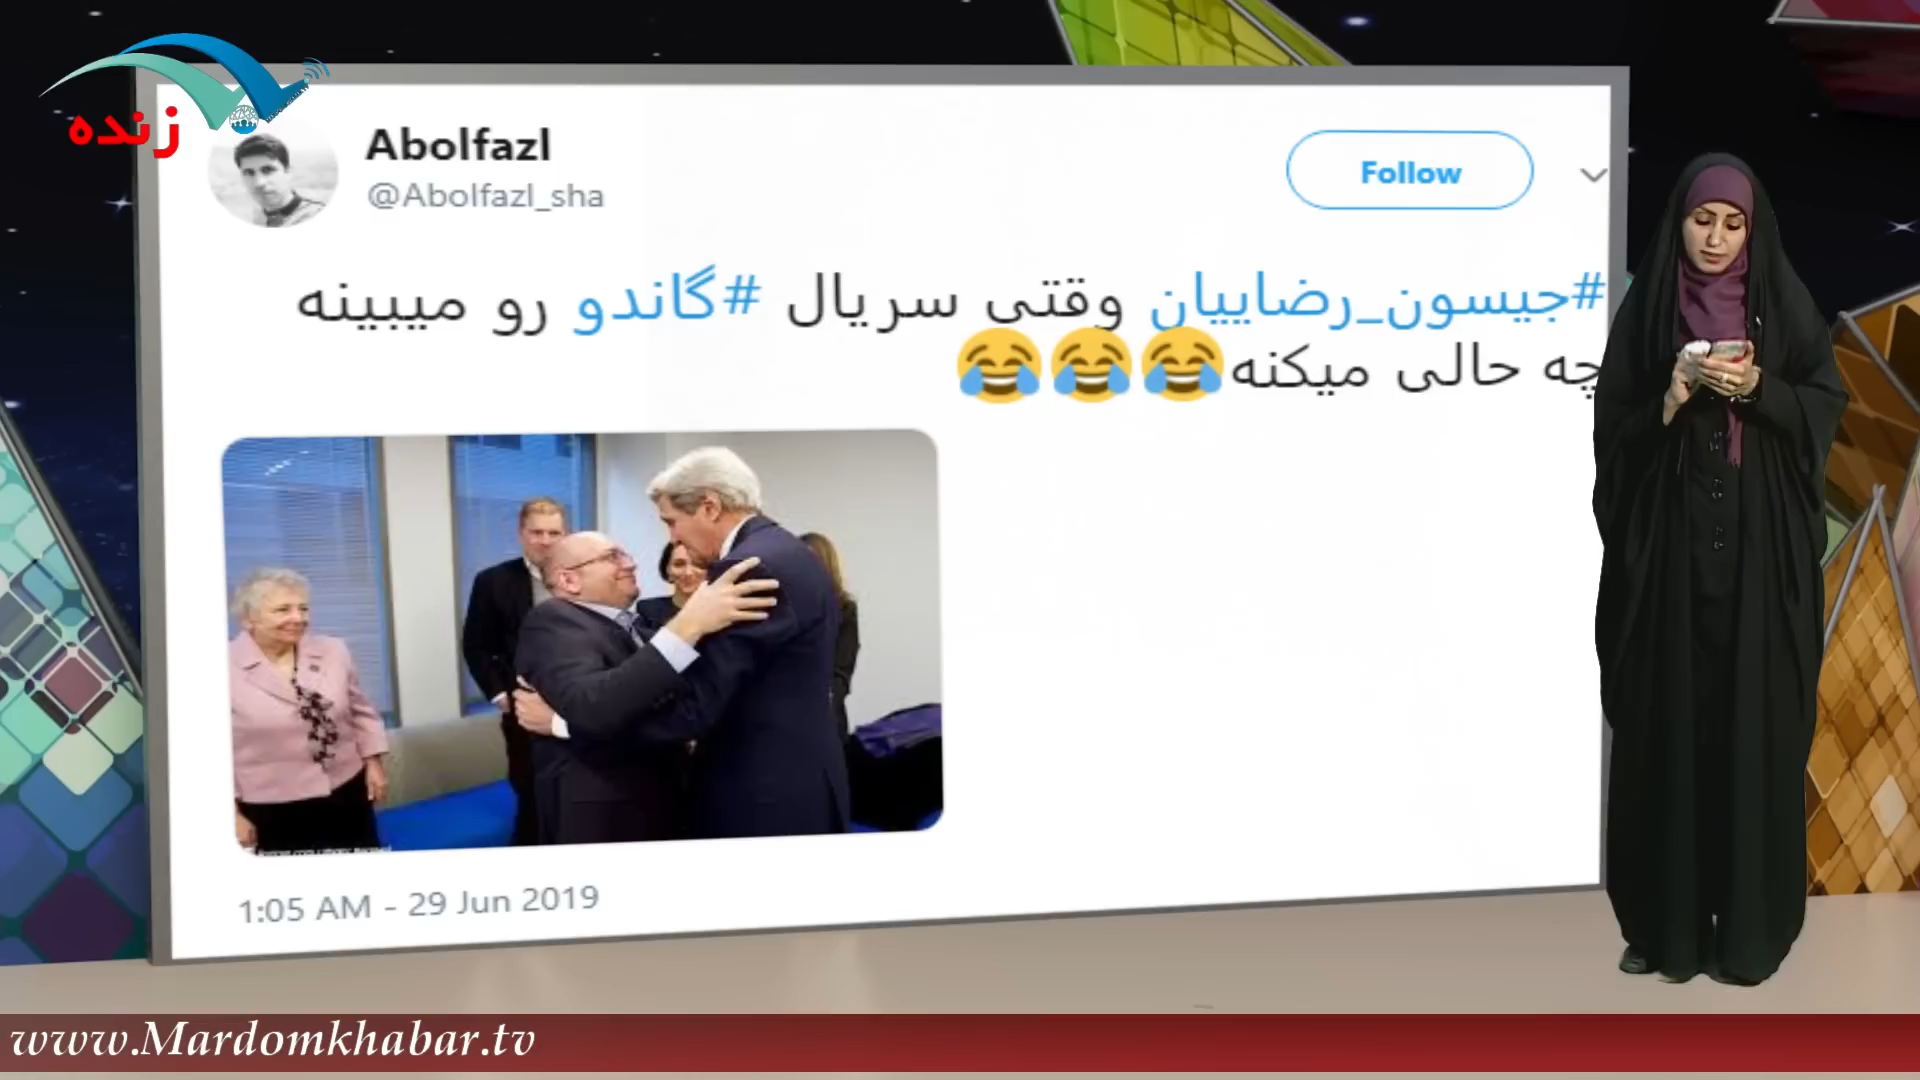 زنده
Abolfazl
@Abolfazl_sha
Follow
#جیسون_رضاییان وقتی سریال #گاندو رو میبینه
چه حالی میکنه😂😂😂
1:05 AM - 29 Jun 2019
www.Mardomkhabar.tv